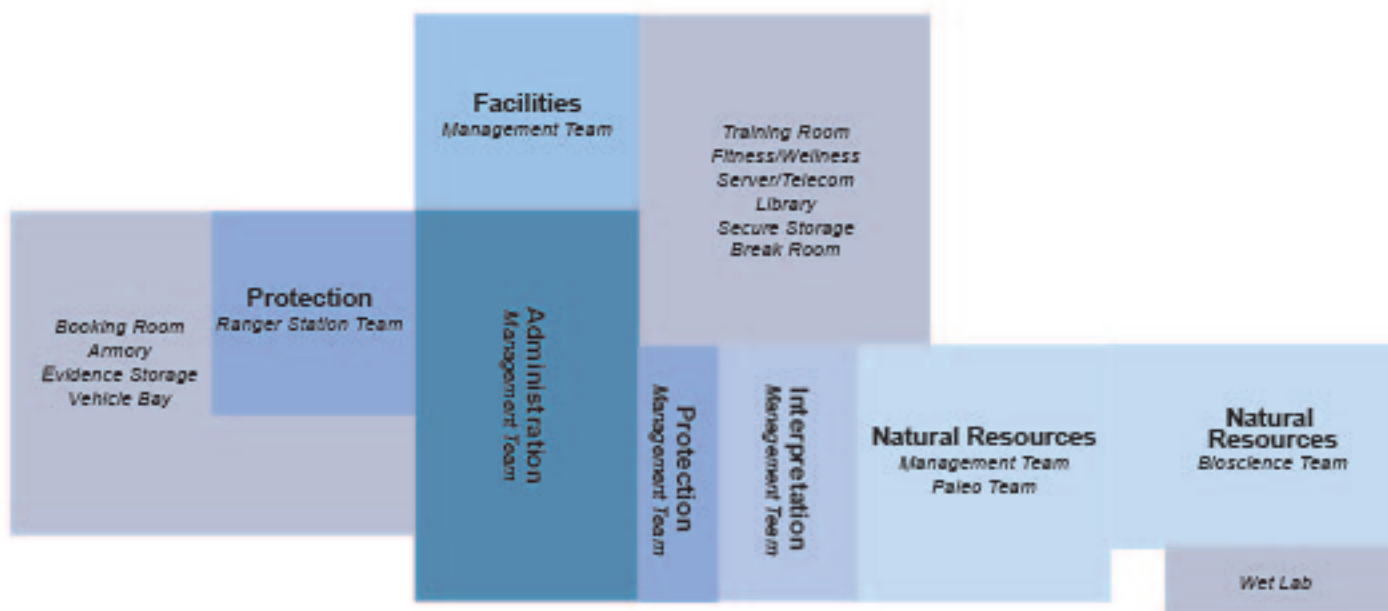 Facilities
Management Team
Training Room
Fitness/Wellness
Server/Telecom
Library
Secure Storage
Break Room
Protection
Ranger Station Team
Booking Room
Armory
Evidence Storage
Vehicle Bay
Administration
Management Team
Protection
Management Team
Interpretation
Management Team
Natural Resources
Management Team
Paleo Team
Natural
Resources
Bioscience Team
Wet Lab